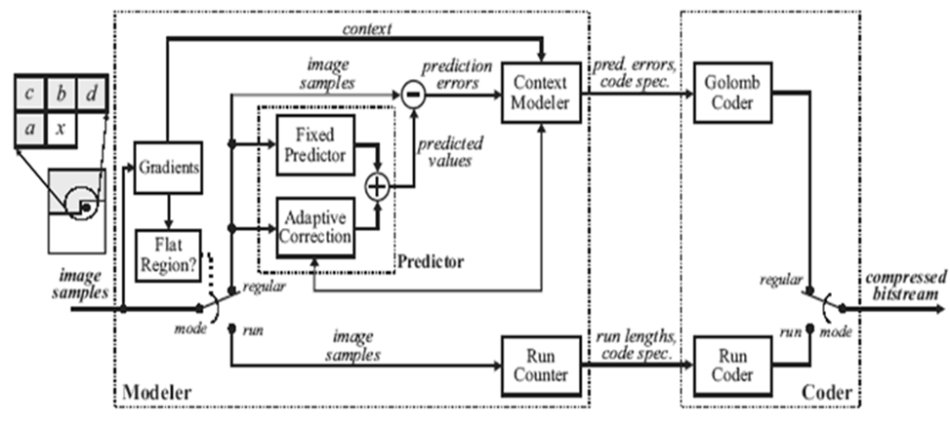 context
image
samples
prediction
errors
pred. errors,
code spec.
c b d
a x
Gradients
Fixed
Predictor
−
Context
Modeler
Golomb
Coder
predicted
values
+
Adaptive
Correction
Flat
Region?
Predictor
image
samples
regular
mode
run
image
samples
Run
Counter
run lengths,
code spec.
Run
Coder
regular
run
mode
compressed
bitstream
Modeler
Coder